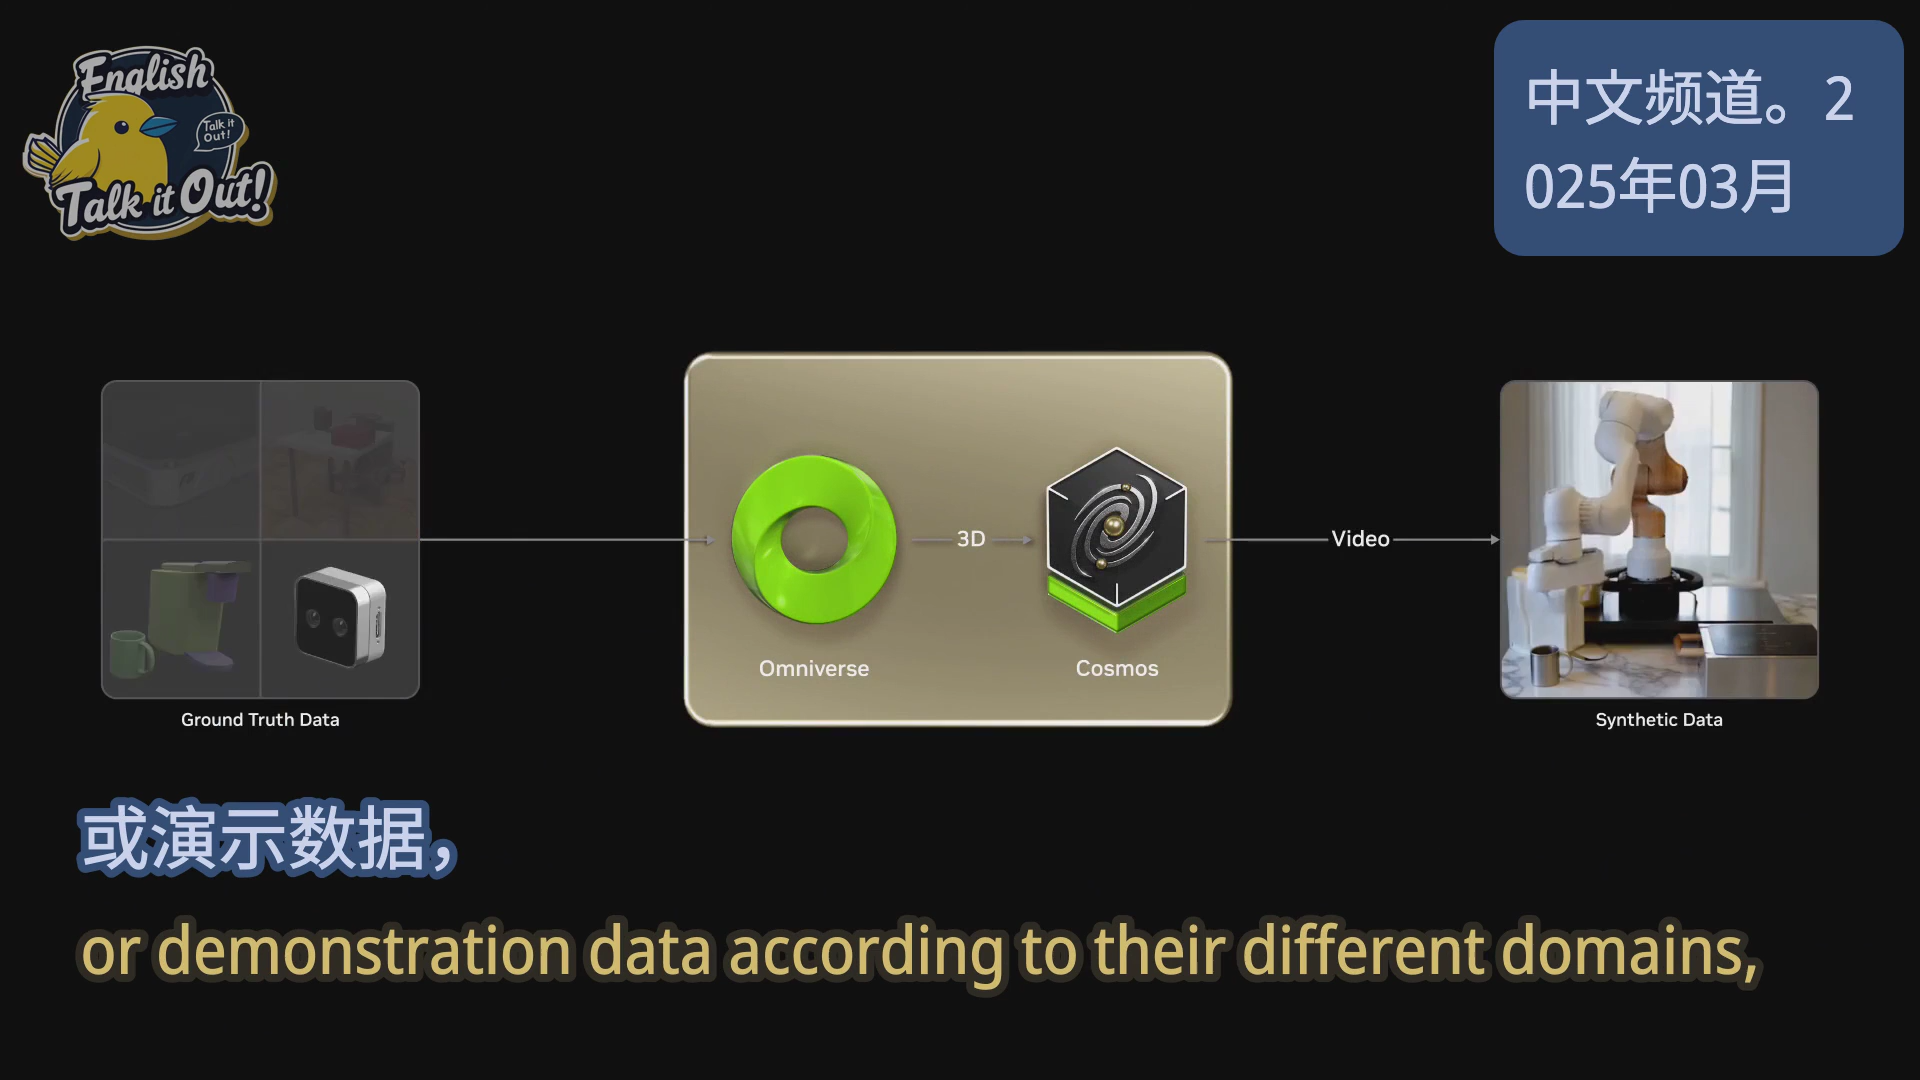 English
Talk it
Out!
Talk it Out!
中文频道。2
025年03月
3D
Video
Omniverse
Cosmos
Ground Truth Data
Synthetic Data
或演示数据，
or demonstration data according to their different domains,